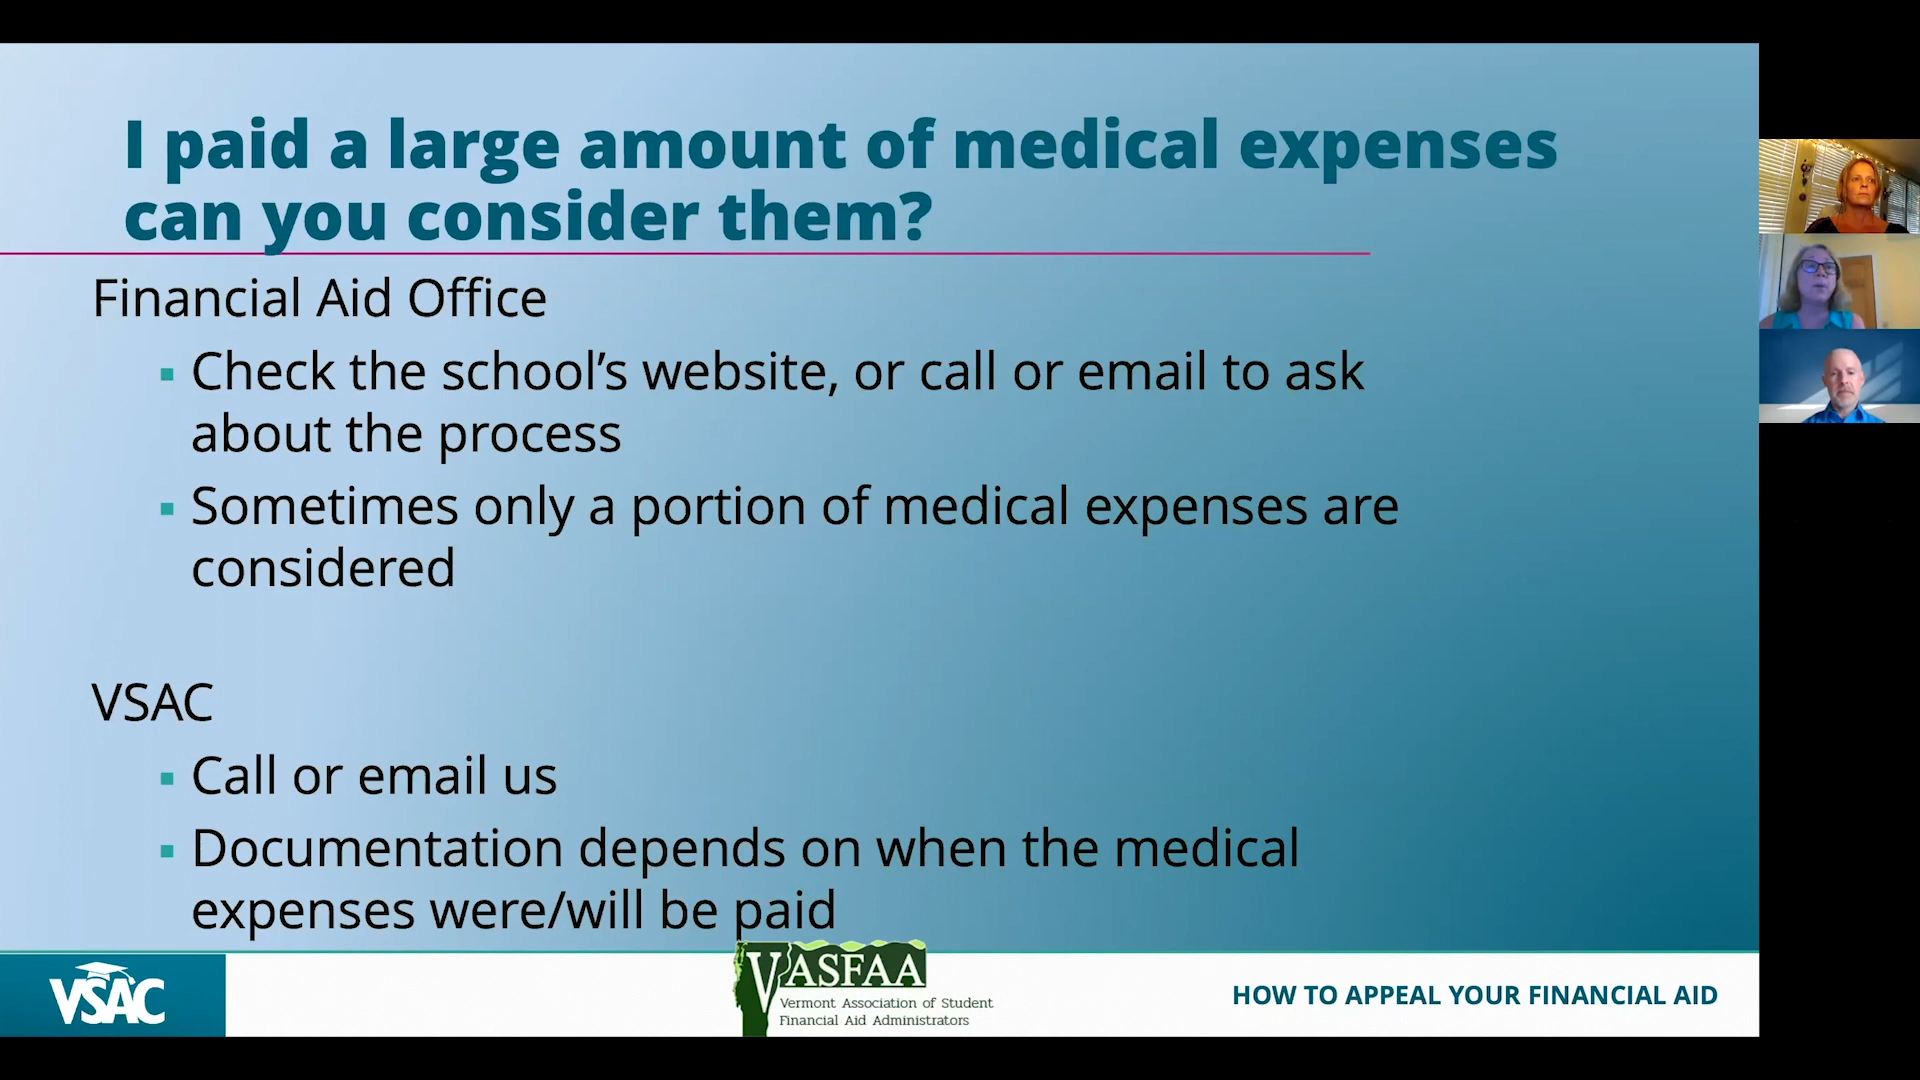 I paid a large amount of medical expenses
can you consider them?
Financial Aid Office
▪ Check the school’s website, or call or email to ask
about the process
▪ Sometimes only a portion of medical expenses are
considered
VSAC
▪ Call or email us
▪ Documentation depends on when the medical
expenses were/will be paid
VSAC
VASFAA
Vermont Association of Student
Financial Aid Administrators
HOW TO APPEAL YOUR FINANCIAL AID